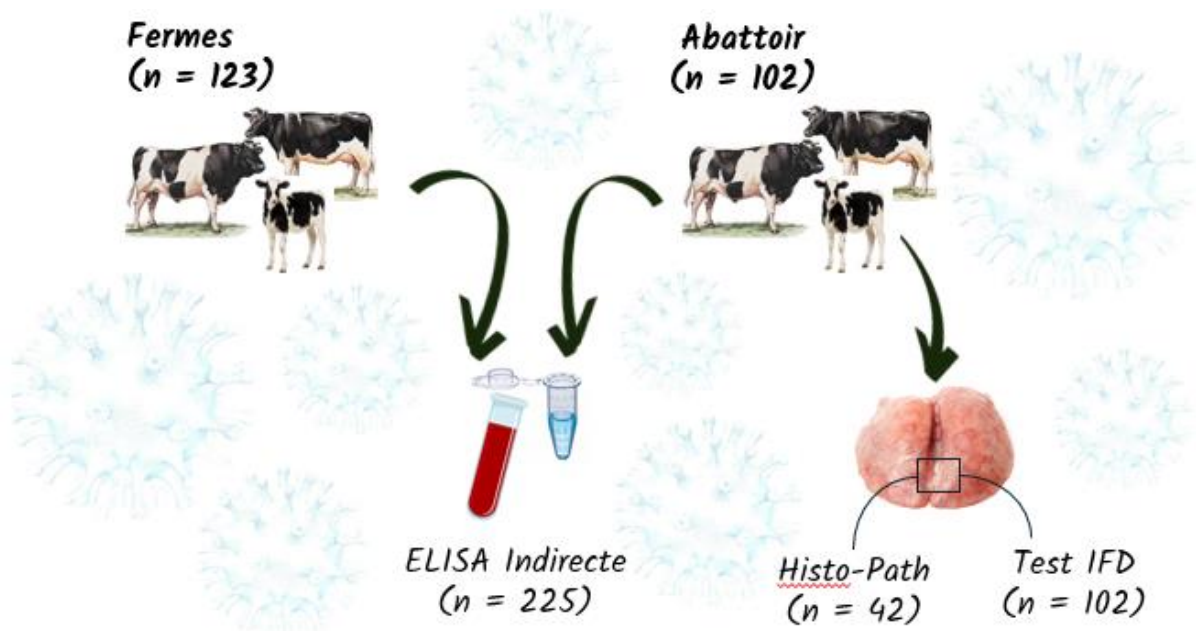 Fermes
(n = 123)
Abattoir
(n = 102)
ELISA Indirecte
(n = 225)
Histo-Path
(n = 42)
Test IFD
(n = 102)